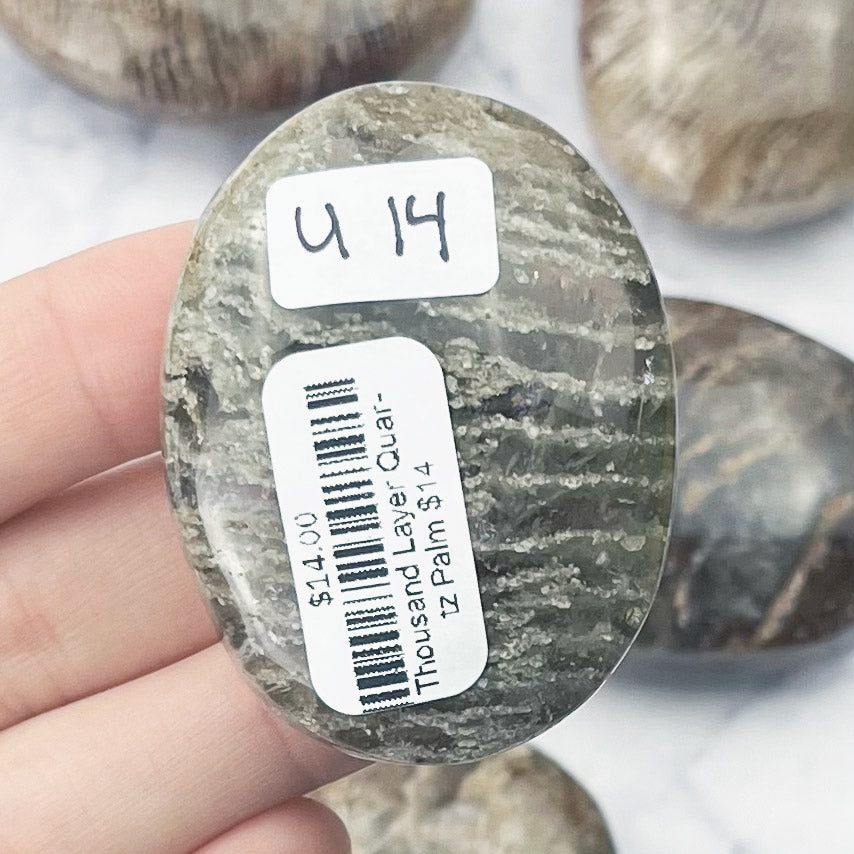 U 14
$14.00
Thousand Layer Quar-
tz Palm $14